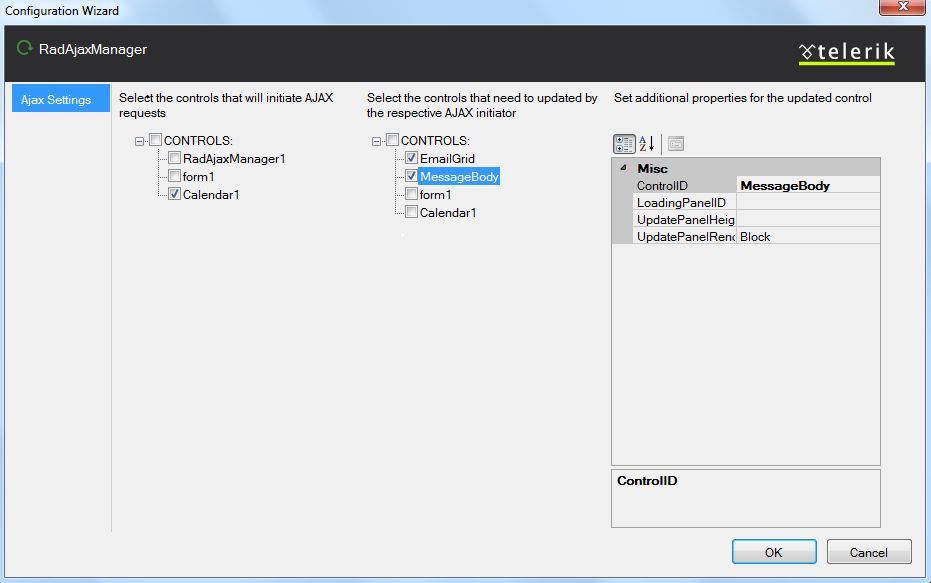 Configuration Wizard
RadAjaxManager
telerik
Ajax Settings
Select the controls that will initiate AJAX
requests
CONTROLS:
RadAjaxManager1
form1
Calendar1
Select the controls that need to updated by
the respective AJAX initiator
CONTROLS:
EmailGrid
MessageBody
form1
Calendar1
Set additional properties for the updated control
Misc
ControlID MessageBody
LoadingPanelID
UpdatePanelHeig
UpdatePanelRend Block
ControlID
OK
Cancel